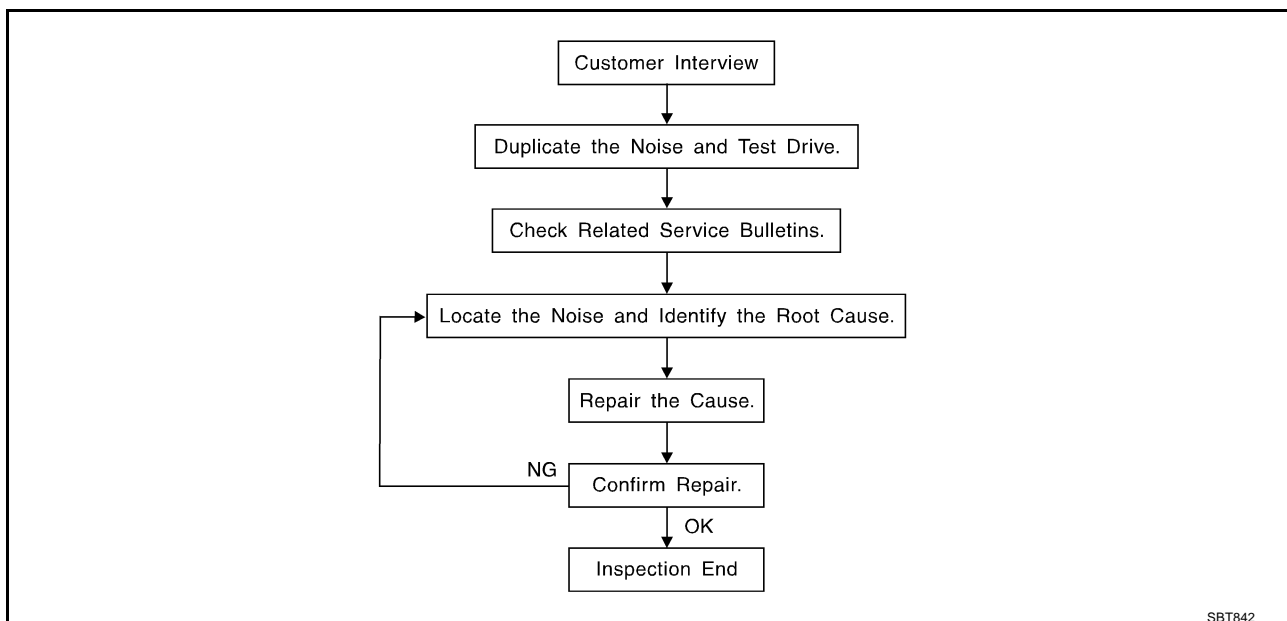 Customer Interview
Duplicate the Noise and Test Drive.
Check Related Service Bulletins.
Locate the Noise and Identify the Root Cause.
Repair the Cause.
NG
Confirm Repair.
OK
Inspection End
SBT842